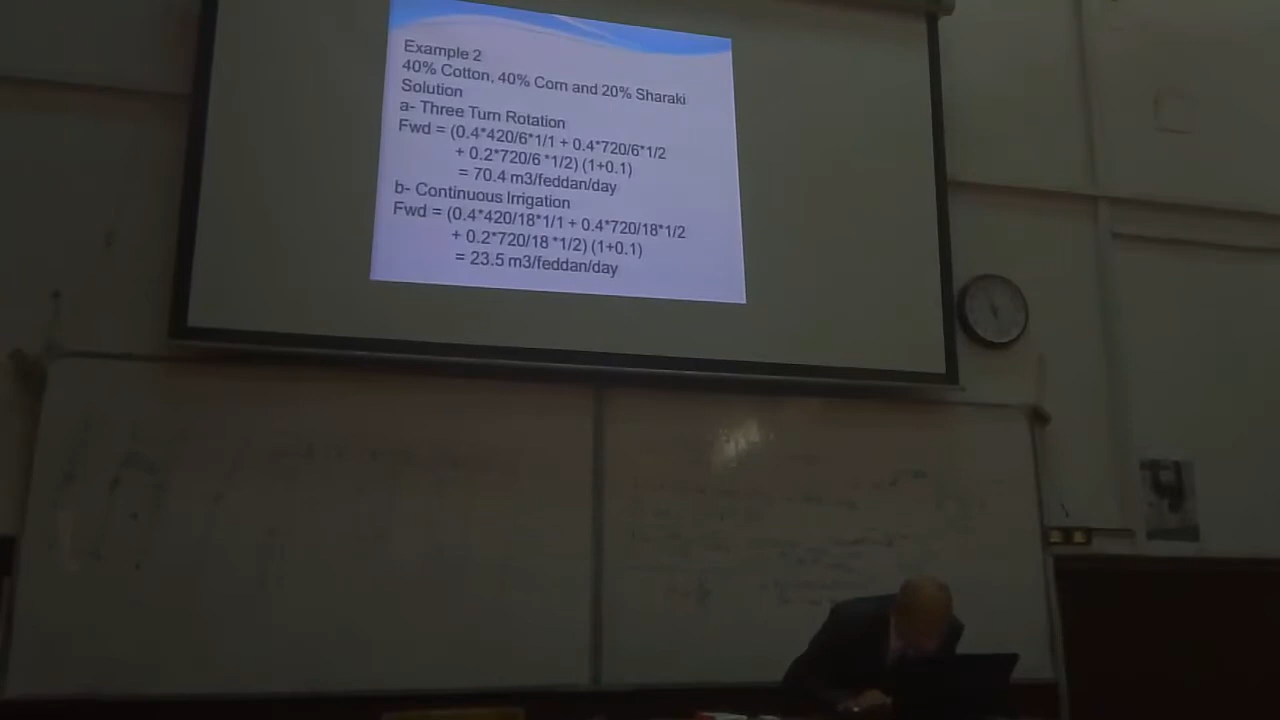 Example 2
40% Cotton, 40% Corn and 20% Sharaki
Solution
a- Three Turn Rotation
Fwd = (0.4*420/6*1/1 + 0.4*720/6*1/2
+ 0.2*720/6 *1/2) (1+0.1)
= 70.4 m3/feddan/day
b- Continuous Irrigation
Fwd = (0.4*420/18*1/1 + 0.4*720/18*1/2
+ 0.2*720/18 *1/2) (1+0.1)
= 23.5 m3/feddan/day